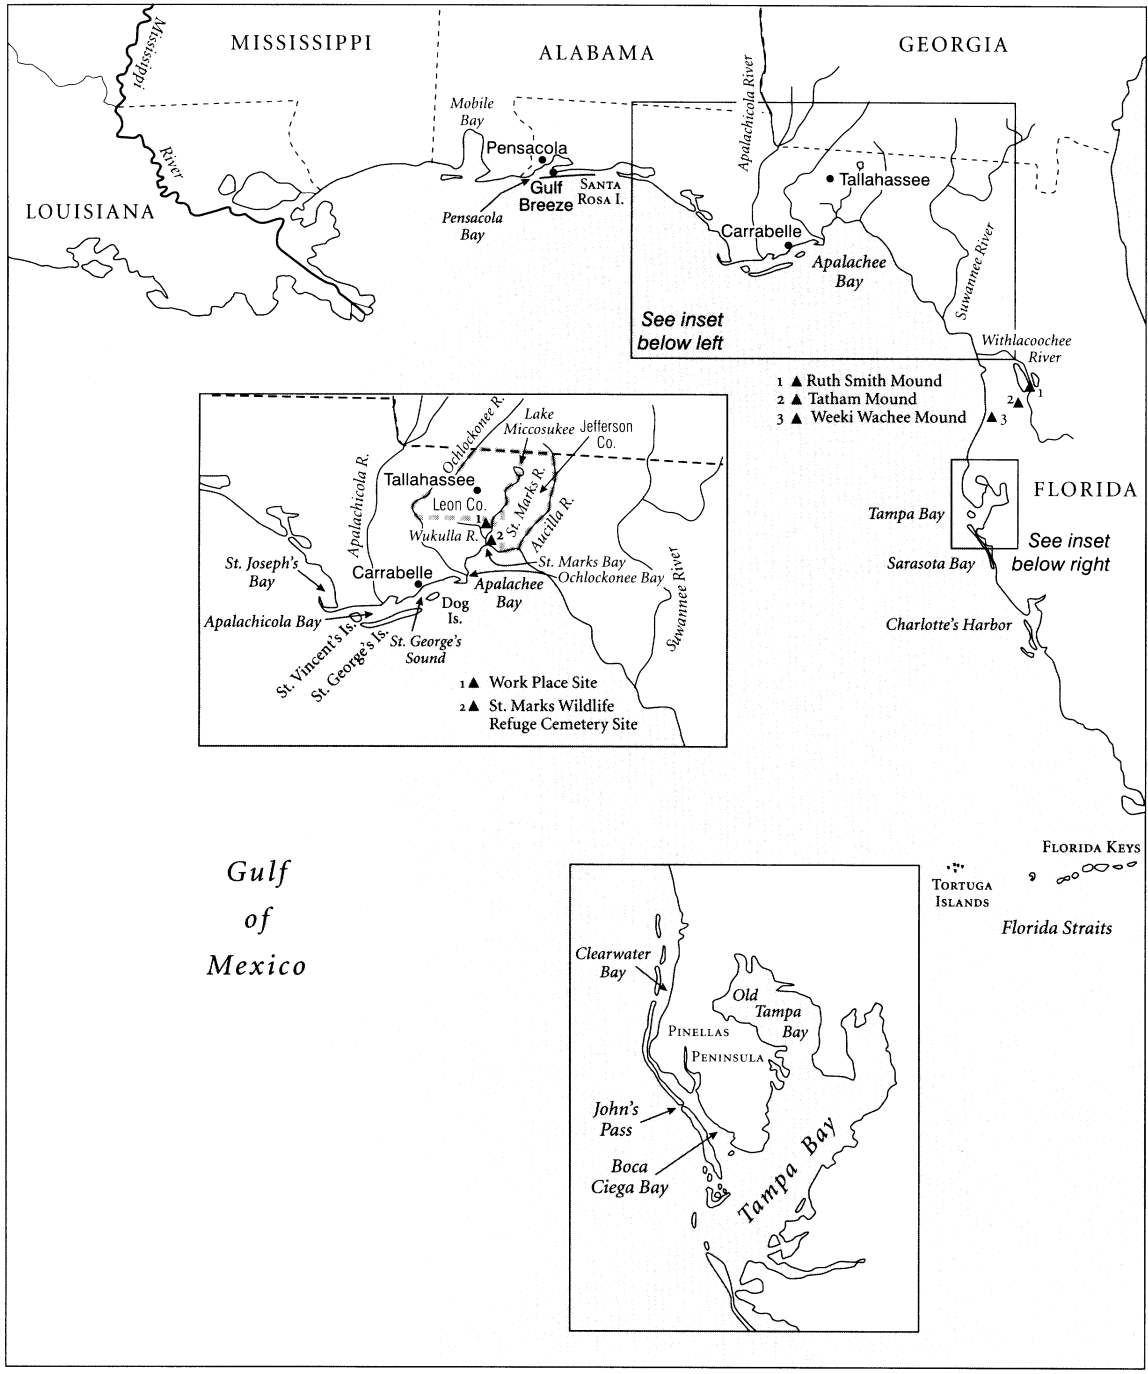 MISSISSIPPI
ALABAMA
GEORGIA
Mississippi
River
LOUISIANA
Mobile
Bay
Pensacola
Gulf
Breeze
SANTA
ROSA I.
Pensacola
Bay
Apalachicola River
Tallahassee
Carrabelle
Apalachee
Bay
Suwannee River
See inset
below left
Withlacoochee
River
1 ▲ Ruth Smith Mound
2 ▲ Tatham Mound
3 ▲ Weeki Wachee Mound
1
2
3
FLORIDA
Tampa Bay
See inset
below right
Sarasota Bay
Charlotte's Harbor
Ochlockonee R.
Lake
Miccosukee
Jefferson
Co.
Apalachicola R.
Tallahassee
Leon Co.
St. Marks R.
Aucilla R.
1
Wukulla R.
2
St. Marks Bay
Ochlockonee Bay
St. Joseph's
Bay
Carrabelle
Apalachee
Bay
Suwannee River
Dog
Is.
Apalachicola Bay
St. Vincent's Is.
St. George's Is.
St. George's
Sound
1 ▲ Work Place Site
2 ▲ St. Marks Wildlife
Refuge Cemetery Site
Gulf
of
Mexico
FLORIDA KEYS
TORTUGA
ISLANDS
Florida Straits
Clearwater
Bay
Old
Tampa
Bay
PINELLAS
PENINSULA
John's
Pass
Boca
Ciega Bay
Tampa Bay